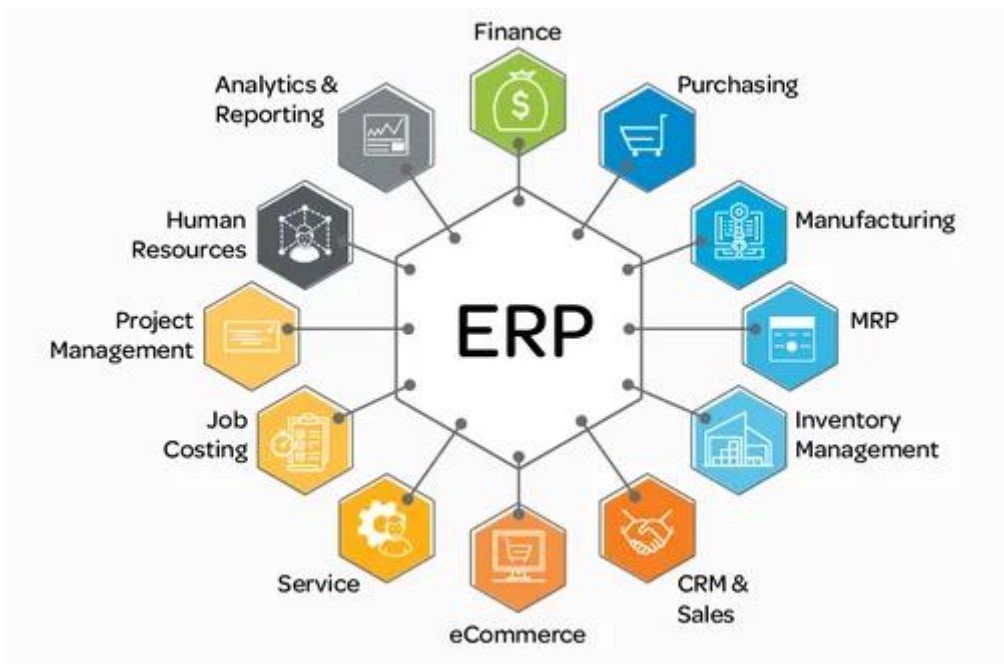 Finance
Purchasing
Manufacturing
MRP
Inventory
Management
CRM &
Sales
eCommerce
Service
Job
Costing
Project
Management
Human
Resources
Analytics &
Reporting
$
ERP